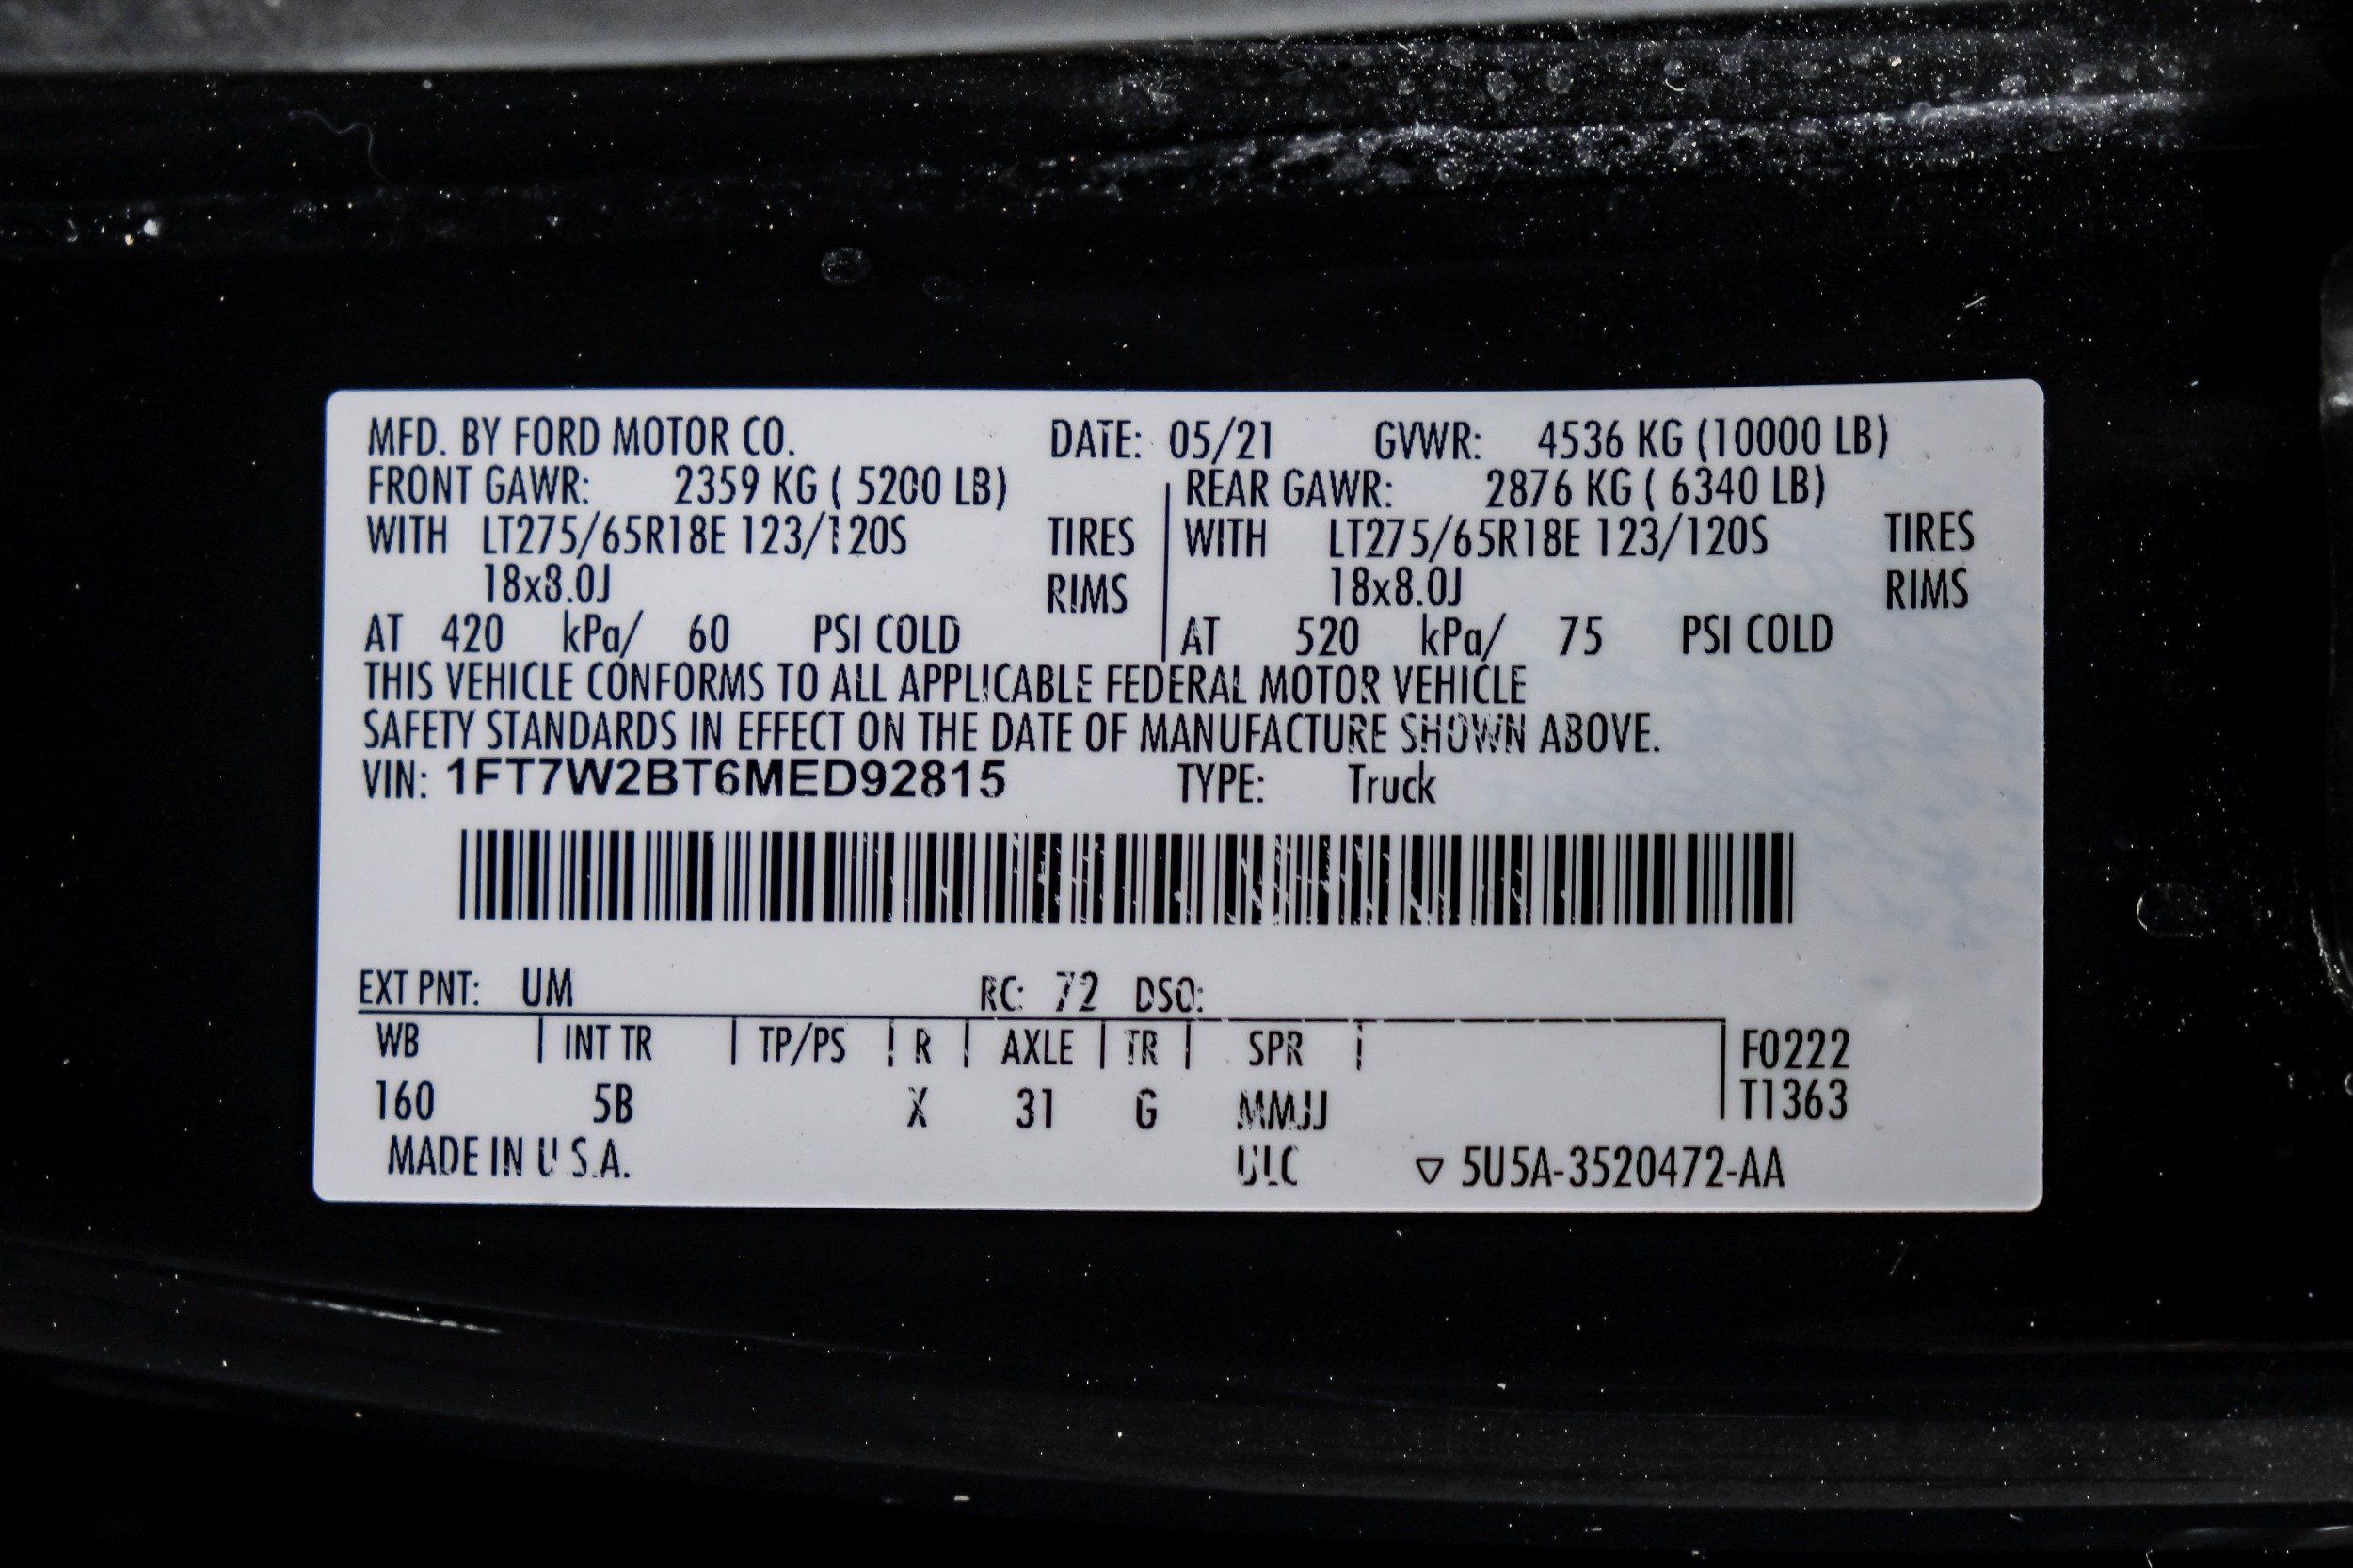 MFD. BY FORD MOTOR CO. DATE: 05/21 GVWR: 4536 KG (10000 LB)
FRONT GAWR: 2359 KG ( 5200 LB) REAR GAWR: 2876 KG ( 6340 LB)
WITH LT275/65R18E 123/120S TIRES WITH LT275/65R18E 123/120S TIRES
18x8.0J RIMS 18x8.0J RIMS
AT 420 kPa/ 60 PSI COLD AT 520 kPa/ 75 PSI COLD
THIS VEHICLE CONFORMS TO ALL APPLICABLE FEDERAL MOTOR VEHICLE
SAFETY STANDARDS IN EFFECT ON THE DATE OF MANUFACTURE SHOWN ABOVE.
VIN: 1FT7W2BT6MED92815 TYPE: Truck
EXT PNT: UM RC: 72 DSO:
WB INT TR TP/PS R AXLE TR SPR F0222
160 5B X 31 G MMJJ T1363
MADE IN U.S.A. ULC ▽ 5U5A-3520472-AA